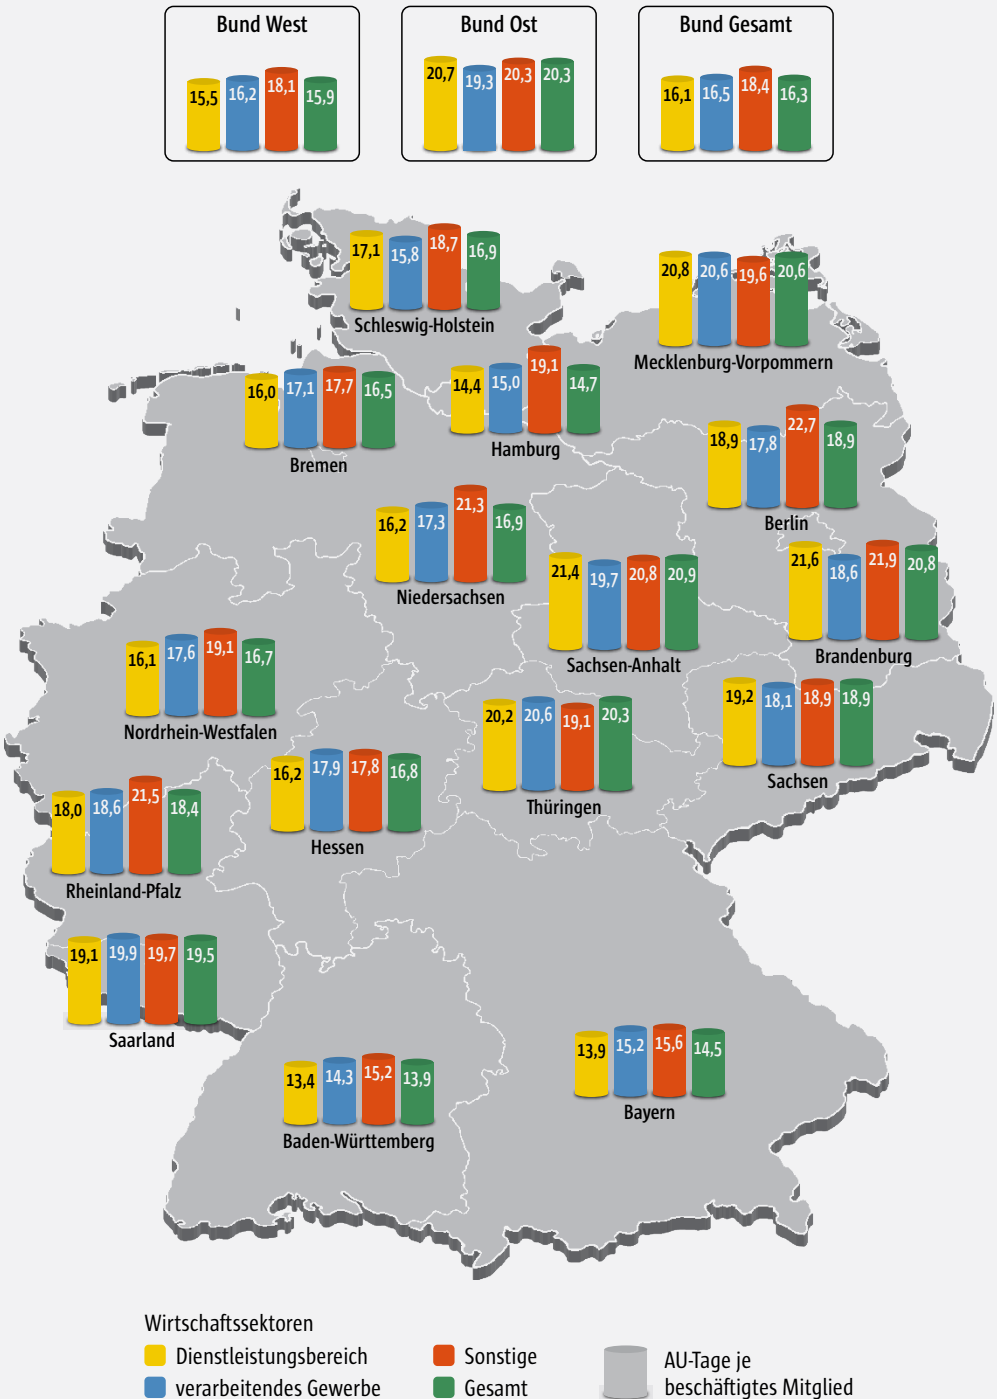 Bund West
15,5 16,2 18,1 15,9
Bund Ost
20,7 19,3 20,3 20,3
Bund Gesamt
16,1 16,5 18,4 16,3
17,1 15,8 18,7 16,9
Schleswig-Holstein
20,8 20,6 19,6 20,6
Mecklenburg-Vorpommern
16,0 17,1 17,7 16,5
Bremen
14,4 15,0 19,1 14,7
Hamburg
18,9 17,8 22,7 18,9
Berlin
16,2 17,3 21,3 16,9
Niedersachsen
21,4 19,7 20,8 20,9
Sachsen-Anhalt
21,6 18,6 21,9 20,8
Brandenburg
16,1 17,6 19,1 16,7
Nordrhein-Westfalen
20,2 20,6 19,1 20,3
Thüringen
19,2 18,1 18,9 18,9
Sachsen
16,2 17,9 17,8 16,8
Hessen
18,0 18,6 21,5 18,4
Rheinland-Pfalz
19,1 19,9 19,7 19,5
Saarland
13,4 14,3 15,2 13,9
Baden-Württemberg
13,9 15,2 15,6 14,5
Bayern
Wirtschaftssektoren
Dienstleistungsbereich
verarbeitendes Gewerbe
Sonstige
Gesamt
AU-Tage je
beschäftigtes Mitglied